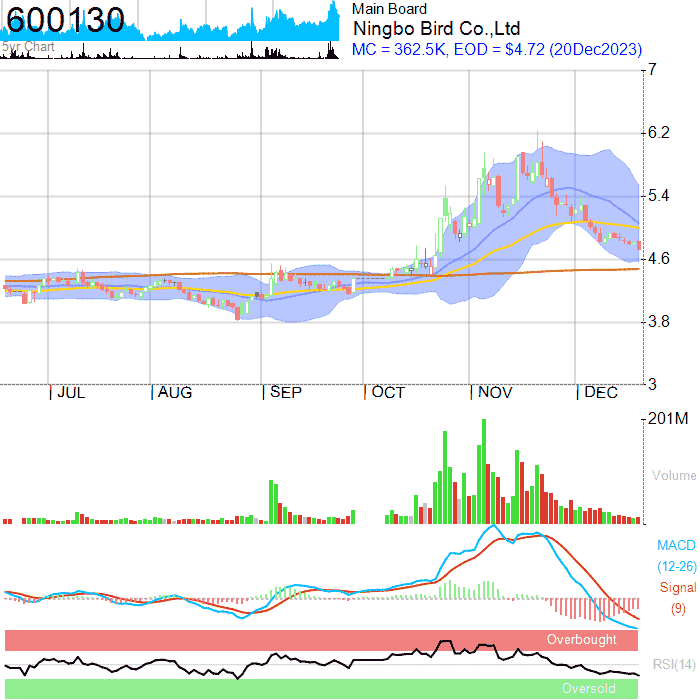 600130
5yr Chart
Main Board
Ningbo Bird Co.,Ltd
MC = 362.5K, EOD = $4.72 (20Dec2023)
7
6.2
5.4
4.6
3.8
3
JUL AUG SEP OCT NOV DEC
201M
Volume
MACD
(12-26)
Signal
(9)
Overbought
RSI(14)
Oversold